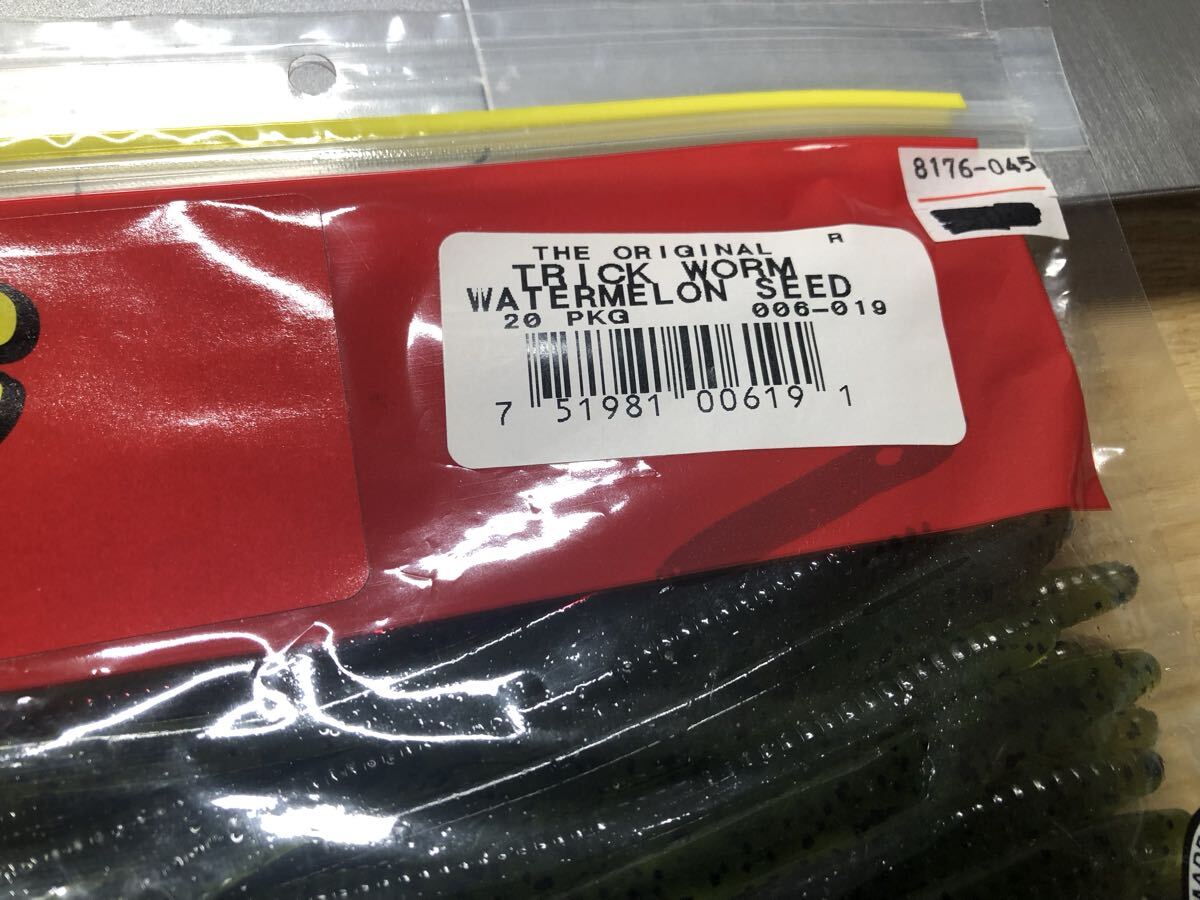 8176-045
THE ORIGINAL R
TRICK WORM
WATERMELON SEED
20 PKG 006-019
7 51981 00619 1